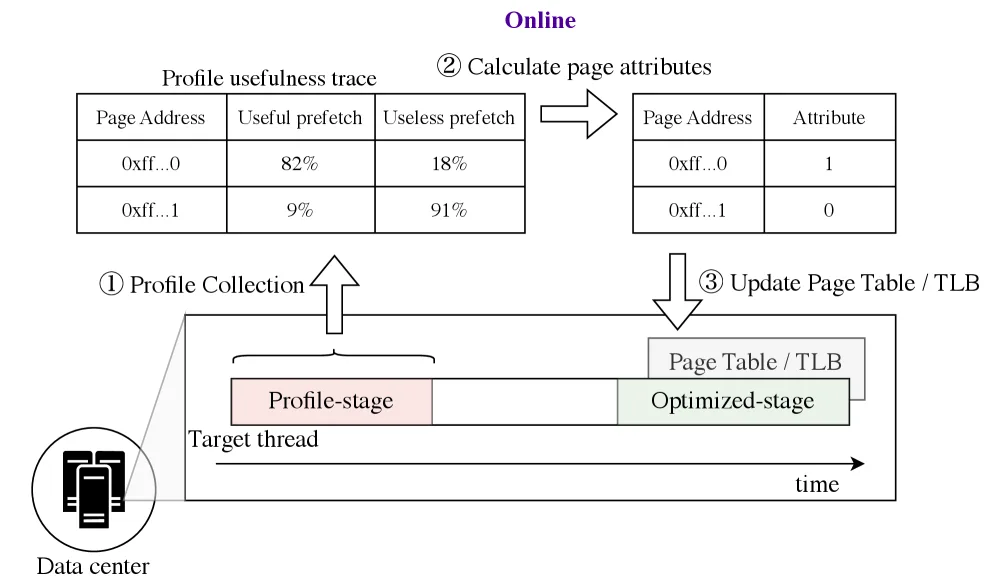 Online
② Calculate page attributes
Profile usefulness trace
Page Address Useful prefetch Useless prefetch
0xff...0 82% 18%
0xff...1 9% 91%
Page Address Attribute
0xff...0 1
0xff...1 0
① Profile Collection
③ Update Page Table / TLB
Page Table / TLB
Profile-stage
Optimized-stage
Target thread
time
Data center